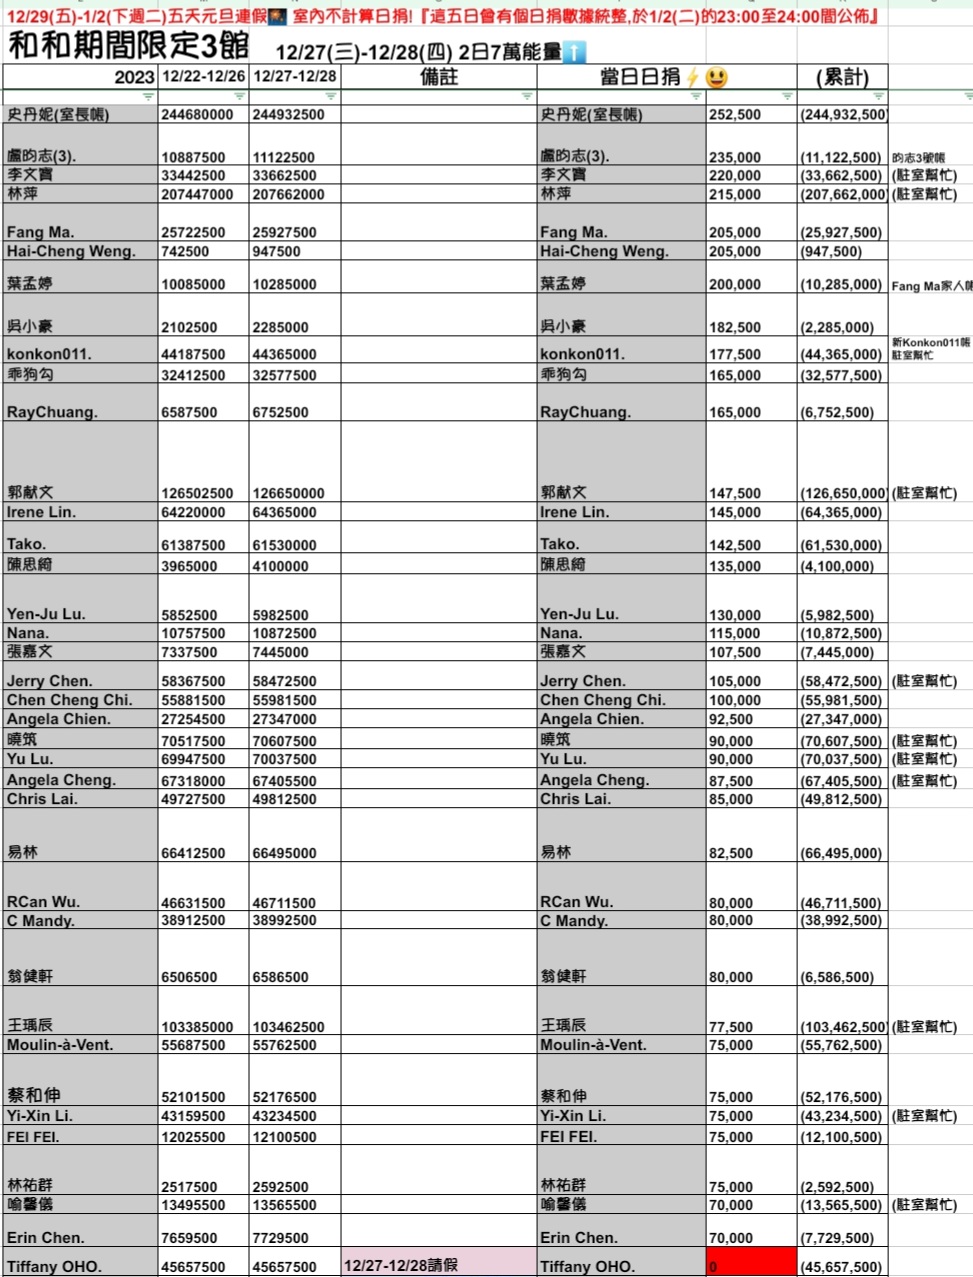 12/29(五)-1/2(下週二)五天元旦連假🎆 室內不計算日捐!『這五日會有個日捐數據統整,於1/2(二)的23:00至24:00間公佈』
和和期間限定3館 12/27(三)-12/28(四) 2日7萬能量⬆️
2023 12/22-12/26 12/27-12/28 備註 當日日捐⚡😃 (累計)
史丹妮(室長帳) 244680000 244932500 史丹妮(室長帳) 252,500 (244,932,500)
盧昀志(3). 10887500 11122500 盧昀志(3). 235,000 (11,122,500) 昀志3號帳
李文寶 33442500 33662500 李文寶 220,000 (33,662,500) (駐室幫忙)
林萍 207447000 207662000 林萍 215,000 (207,662,000) (駐室幫忙)
Fang Ma. 25722500 25927500 Fang Ma. 205,000 (25,927,500)
Hai-Cheng Weng. 742500 947500 Hai-Cheng Weng. 205,000 (947,500)
葉孟婷 10085000 10285000 葉孟婷 200,000 (10,285,000) Fang Ma家人帳
吳小豪 2102500 2285000 吳小豪 182,500 (2,285,000)
konkon011. 44187500 44365000 konkon011. 177,500 (44,365,000) 新Konkon011帳 駐室幫忙
乖狗勾 32412500 32577500 乖狗勾 165,000 (32,577,500)
RayChuang. 6587500 6752500 RayChuang. 165,000 (6,752,500)
郭献文 126502500 126650000 郭献文 147,500 (126,650,000) (駐室幫忙)
Irene Lin. 64220000 64365000 Irene Lin. 145,000 (64,365,000)
Tako. 61387500 61530000 Tako. 142,500 (61,530,000)
陳思綺 3965000 4100000 陳思綺 135,000 (4,100,000)
Yen-Ju Lu. 5852500 5982500 Yen-Ju Lu. 130,000 (5,982,500)
Nana. 10757500 10872500 Nana. 115,000 (10,872,500)
張嘉文 7337500 7445000 張嘉文 107,500 (7,445,000)
Jerry Chen. 58367500 58472500 Jerry Chen. 105,000 (58,472,500) (駐室幫忙)
Chen Cheng Chi. 55881500 55981500 Chen Cheng Chi. 100,000 (55,981,500)
Angela Chien. 27254500 27347000 Angela Chien. 92,500 (27,347,000)
曉筑 70517500 70607500 曉筑 90,000 (70,607,500) (駐室幫忙)
Yu Lu. 69947500 70037500 Yu Lu. 90,000 (70,037,500) (駐室幫忙)
Angela Cheng. 67318000 67405500 Angela Cheng. 87,500 (67,405,500) (駐室幫忙)
Chris Lai. 49727500 49812500 Chris Lai. 85,000 (49,812,500)
易林 66412500 66495000 易林 82,500 (66,495,000)
RCan Wu. 46631500 46711500 RCan Wu. 80,000 (46,711,500)
C Mandy. 38912500 38992500 C Mandy. 80,000 (38,992,500)
翁健軒 6506500 6586500 翁健軒 80,000 (6,586,500)
王瑀辰 103385000 103462500 王瑀辰 77,500 (103,462,500) (駐室幫忙)
Moulin-à-Vent. 55687500 55762500 Moulin-à-Vent. 75,000 (55,762,500)
蔡和伸 52101500 52176500 蔡和伸 75,000 (52,176,500)
Yi-Xin Li. 43159500 43234500 Yi-Xin Li. 75,000 (43,234,500) (駐室幫忙)
FEI FEI. 12025500 12100500 FEI FEI. 75,000 (12,100,500)
林祐群 2517500 2592500 林祐群 75,000 (2,592,500)
喻馨儀 13495500 13565500 喻馨儀 70,000 (13,565,500) (駐室幫忙)
Erin Chen. 7659500 7729500 Erin Chen. 70,000 (7,729,500)
Tiffany OHO. 45657500 45657500 12/27-12/28請假 Tiffany OHO. 0 (45,657,500)